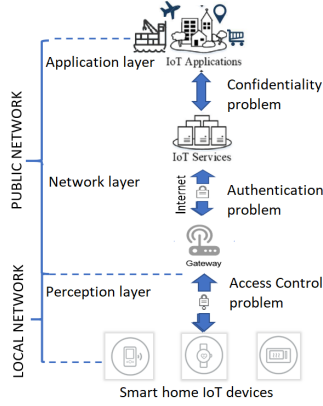 Application layer
IoT Applications
Confidentiality
problem
PUBLIC NETWORK
IoT Services
Network layer
Internet
Authentication
problem
Gateway
LOCAL NETWORK
Perception layer
Access Control
problem
Smart home IoT devices